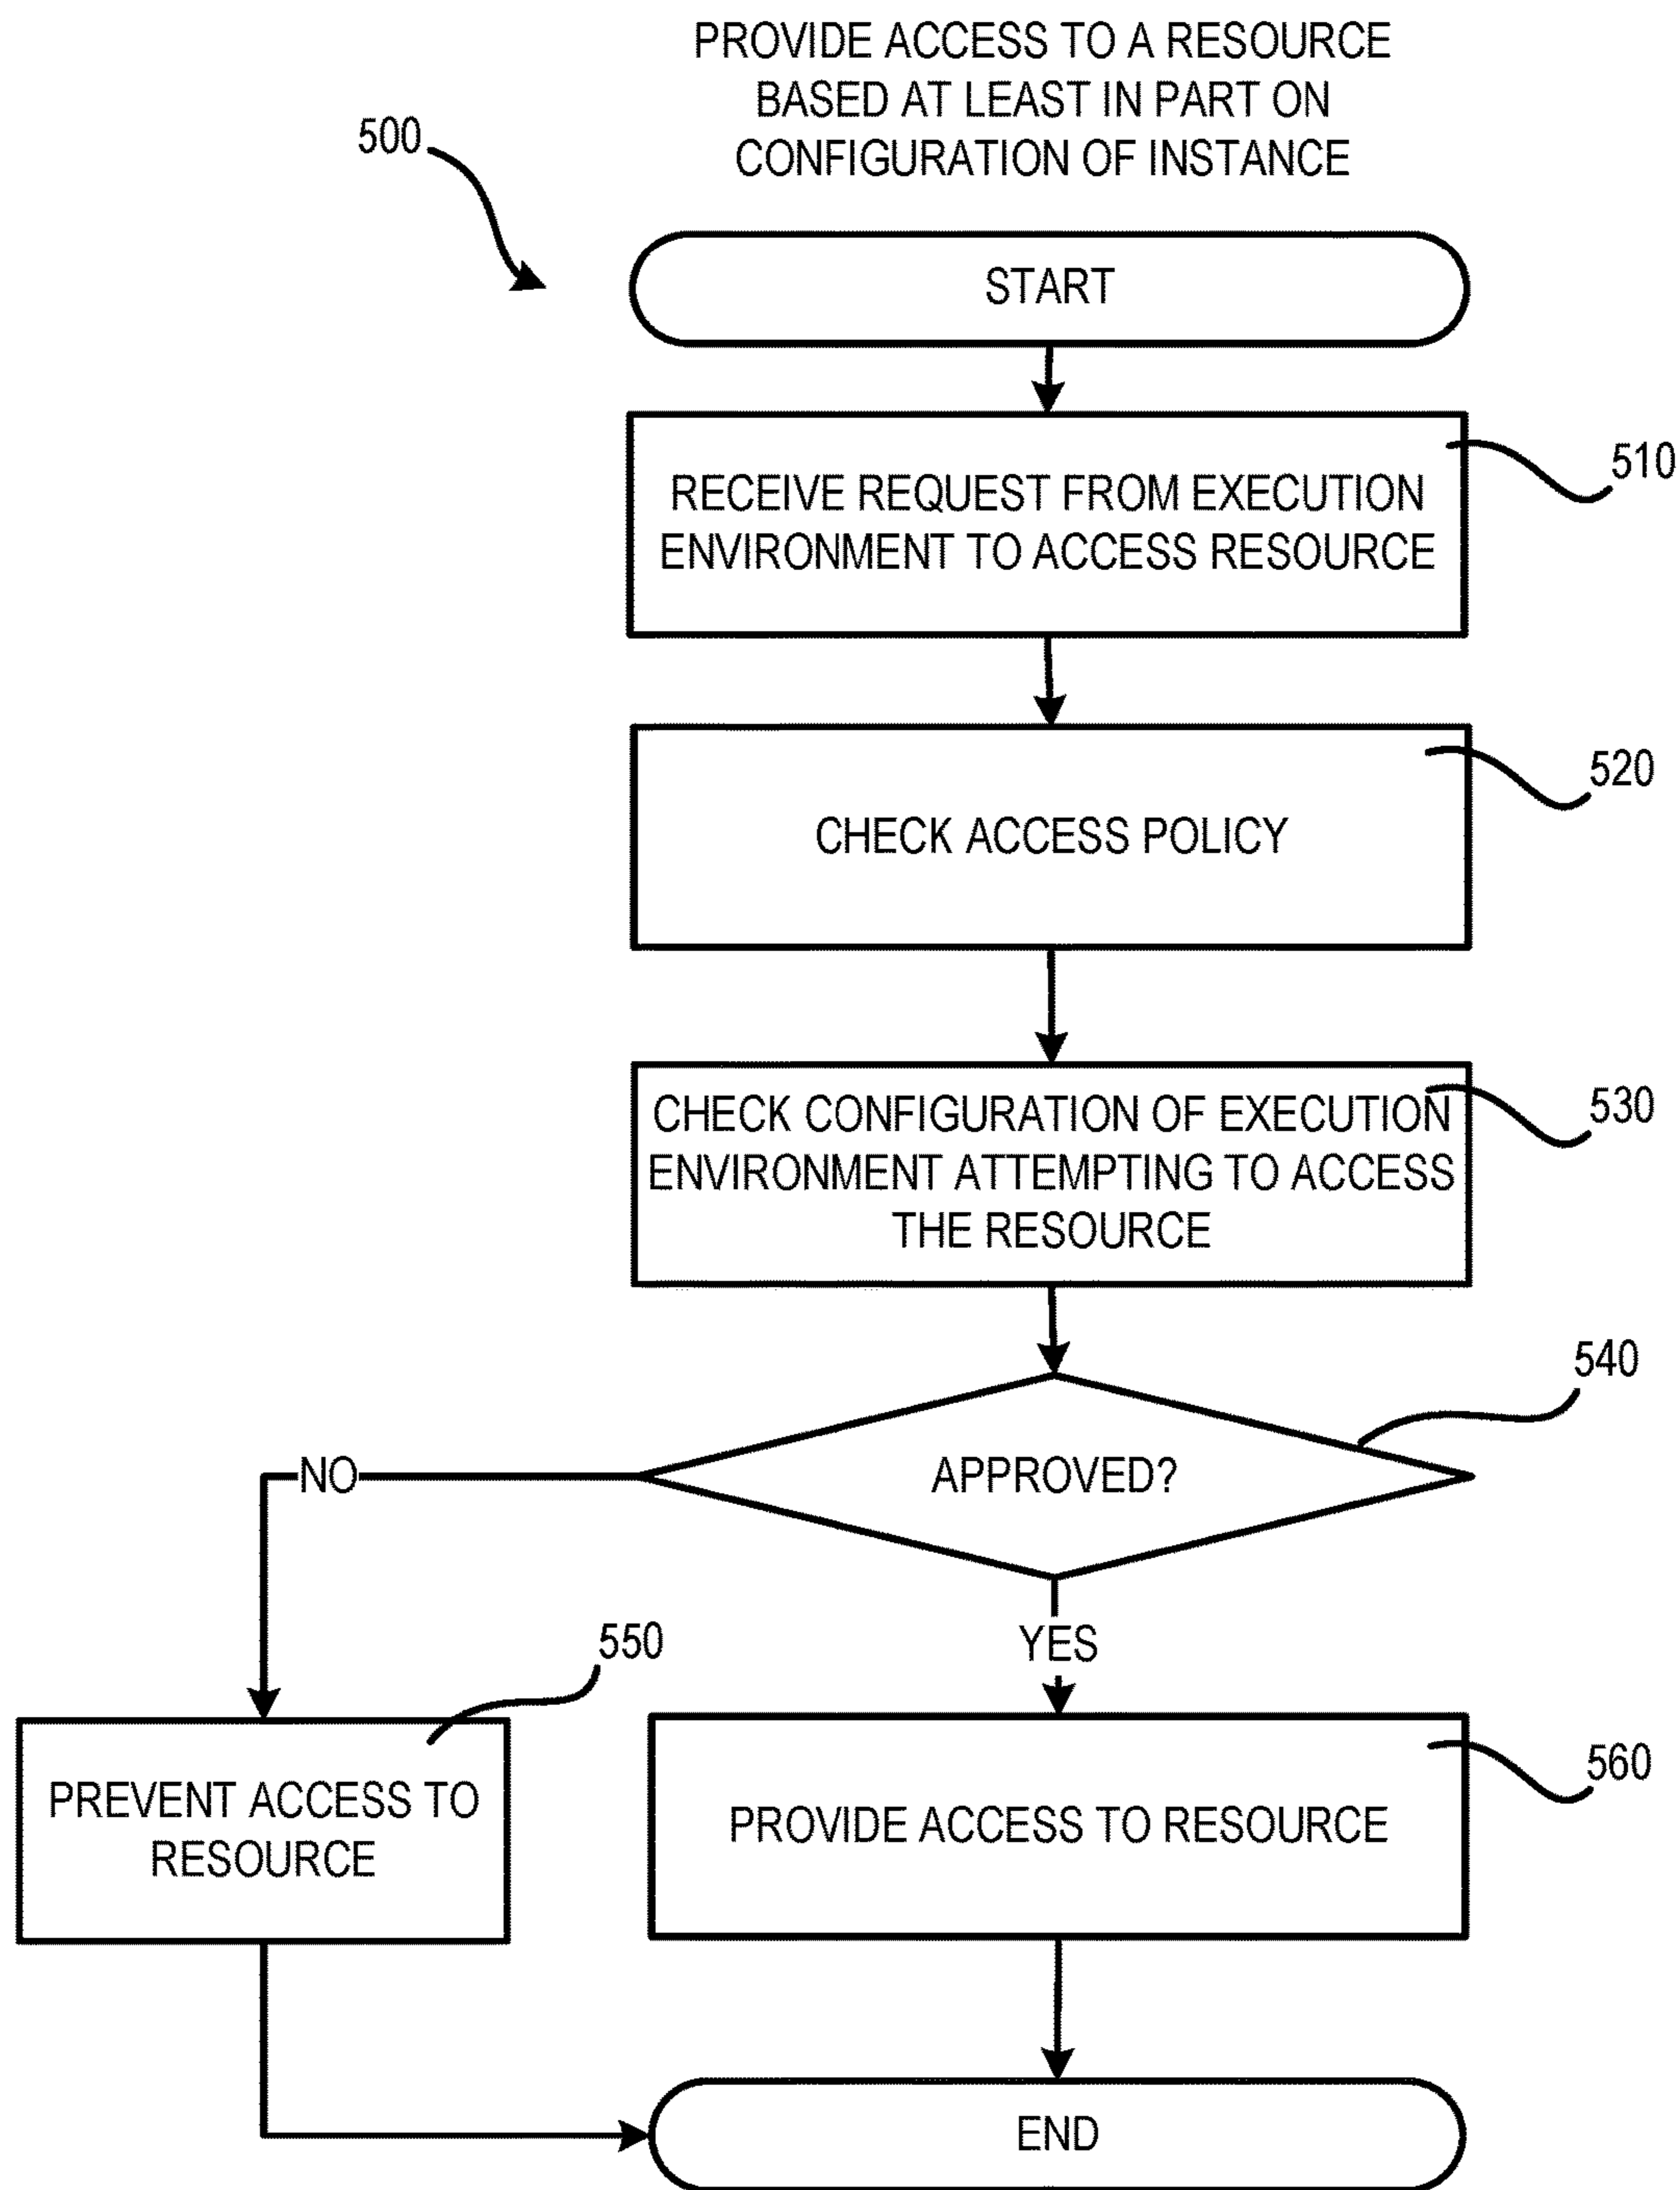 PROVIDE ACCESS TO A RESOURCE
BASED AT LEAST IN PART ON
CONFIGURATION OF INSTANCE
500
START
510
RECEIVE REQUEST FROM EXECUTION
ENVIRONMENT TO ACCESS RESOURCE
520
CHECK ACCESS POLICY
530
CHECK CONFIGURATION OF EXECUTION
ENVIRONMENT ATTEMPTING TO ACCESS
THE RESOURCE
540
APPROVED?
NO
YES
550
PREVENT ACCESS TO
RESOURCE
560
PROVIDE ACCESS TO RESOURCE
END